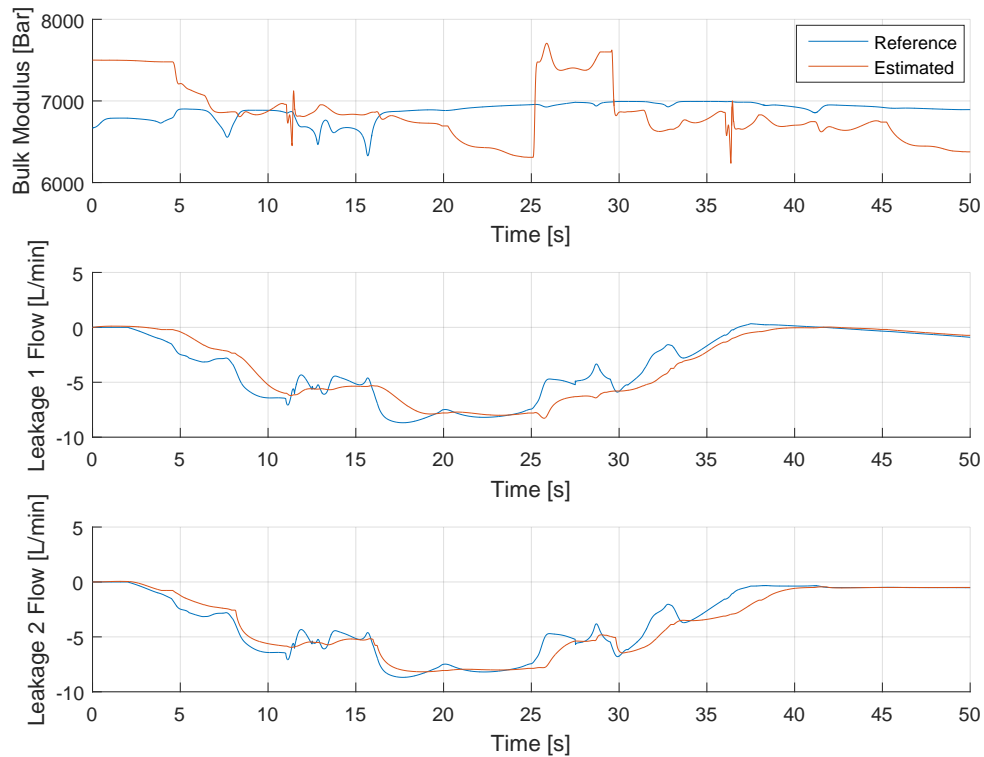 Bulk Modulus [Bar]
8000
7000
6000
Reference
Estimated
0 5 10 15 20 25 30 35 40 45 50
Time [s]
Leakage 1 Flow [L/min]
5
0
-5
-10
0 5 10 15 20 25 30 35 40 45 50
Time [s]
Leakage 2 Flow [L/min]
5
0
-5
-10
0 5 10 15 20 25 30 35 40 45 50
Time [s]